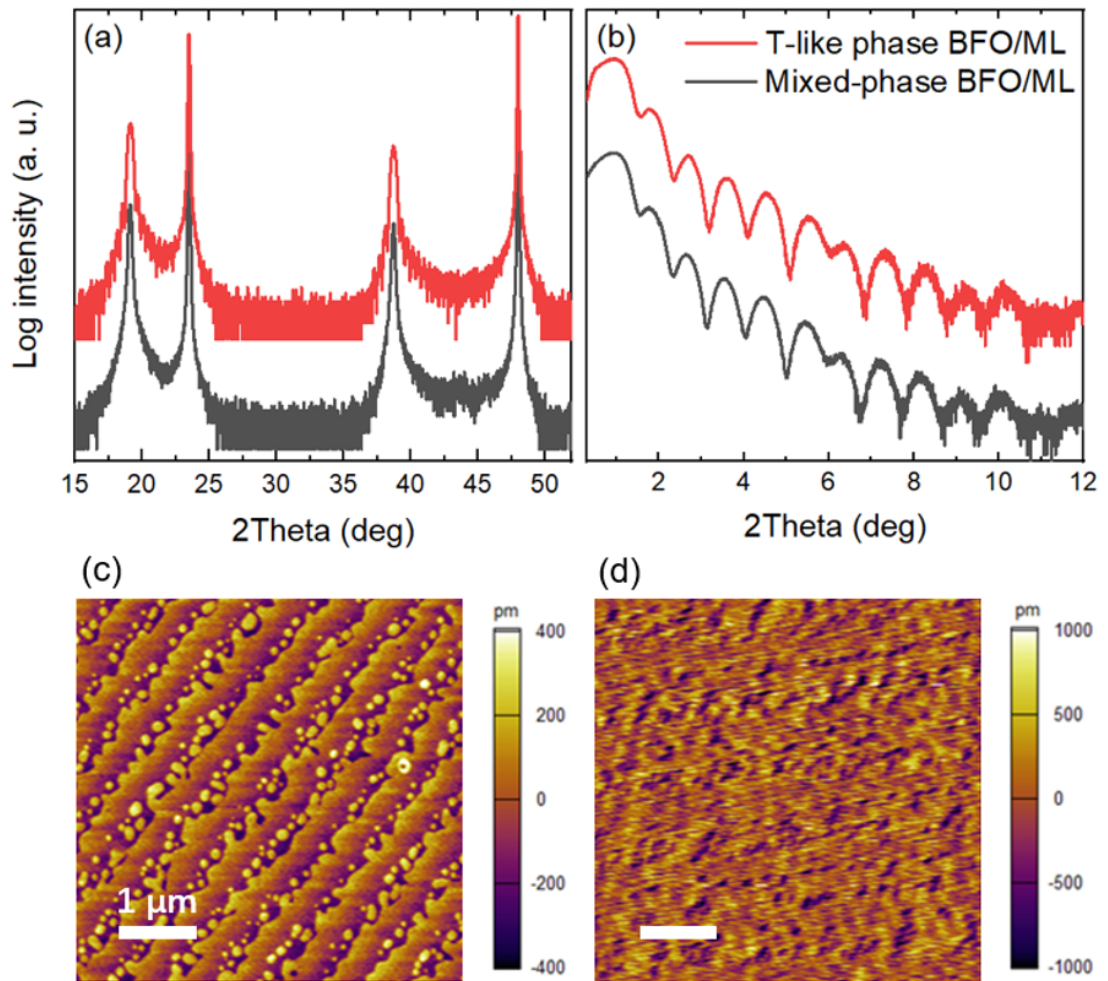 (a)
(b)
T-like phase BFO/ML
Mixed-phase BFO/ML
Log intensity (a. u.)
15 20 25 30 35 40 45 50
2 4 6 8 10 12
2Theta (deg)
2Theta (deg)
(c)
(d)
pm
400
200
0
-200
-400
1 µm
pm
1000
500
0
-500
-1000